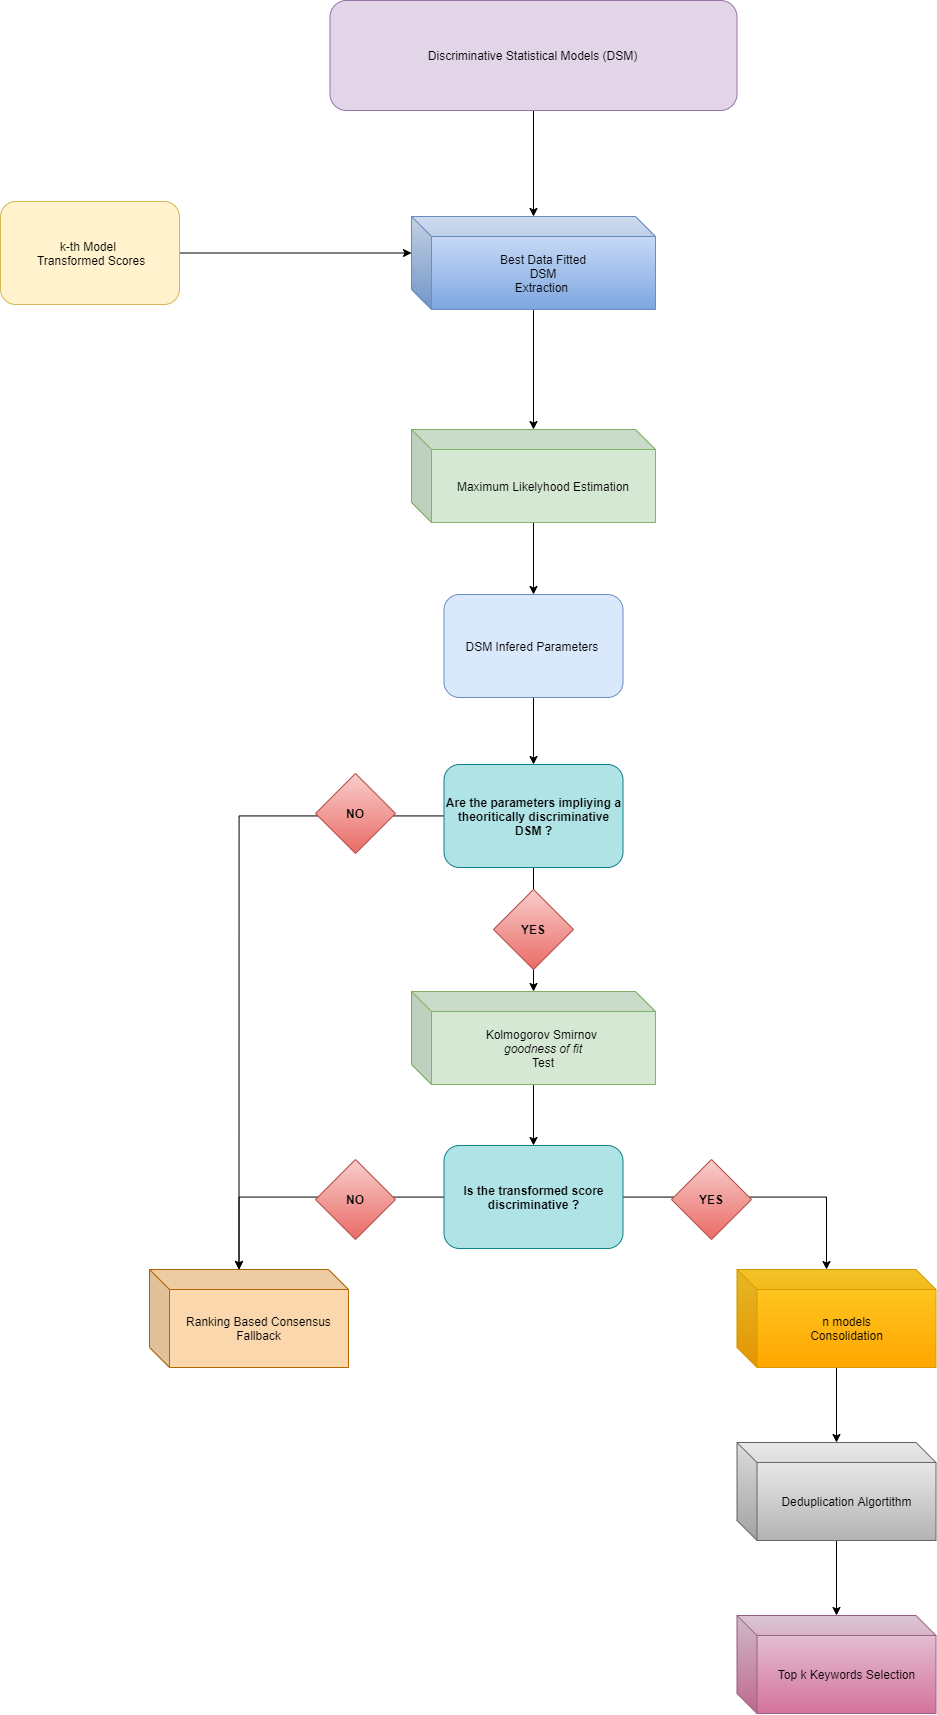 Discriminative Statistical Models (DSM)
k-th Model
Transformed Scores
Best Data Fitted
DSM
Extraction
Maximum Likelyhood Estimation
DSM Infered Parameters
Are the parameters impliying a
theoritically discriminative
DSM ?
NO
YES
Kolmogorov Smirnov
goodness of fit
Test
Is the transformed score
discriminative ?
NO
YES
Ranking Based Consensus
Fallback
n models
Consolidation
Deduplication Algortithm
Top k Keywords Selection